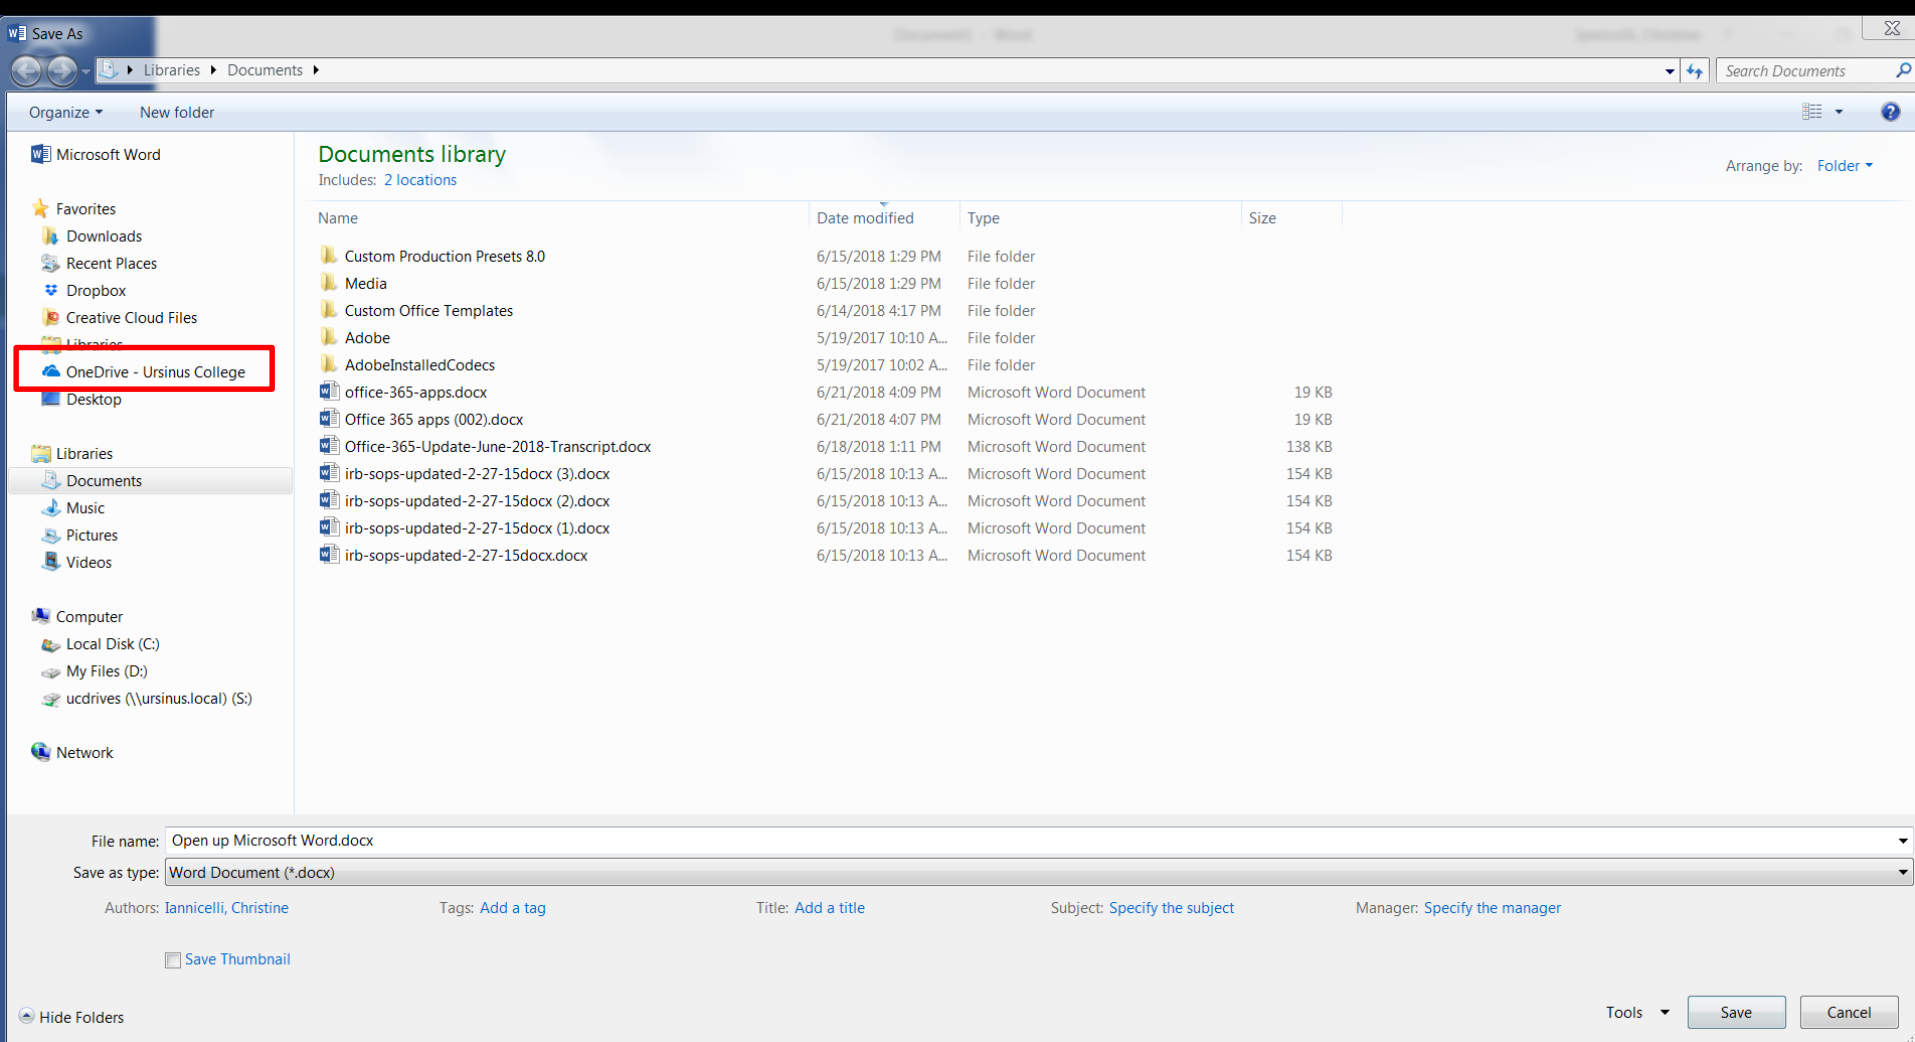 Save As
Document1 - Word
Iannicelli, Christine
Libraries Documents
Search Documents
Organize New folder
Microsoft Word
Favorites
Downloads
Recent Places
Dropbox
Creative Cloud Files
Libraries
OneDrive - Ursinus College
Desktop
Libraries
Documents
Music
Pictures
Videos
Computer
Local Disk (C:)
My Files (D:)
ucdrives (\\ursinus.local) (S:)
Network
Documents library
Includes: 2 locations
Arrange by: Folder
Name Date modified Type Size
Custom Production Presets 8.0 6/15/2018 1:29 PM File folder
Media 6/15/2018 1:29 PM File folder
Custom Office Templates 6/14/2018 4:17 PM File folder
Adobe 5/19/2017 10:10 A... File folder
AdobeInstalledCodecs 5/19/2017 10:02 A... File folder
office-365-apps.docx 6/21/2018 4:09 PM Microsoft Word Document 19 KB
Office 365 apps (002).docx 6/21/2018 4:07 PM Microsoft Word Document 19 KB
Office-365-Update-June-2018-Transcript.docx 6/18/2018 1:11 PM Microsoft Word Document 138 KB
irb-sops-updated-2-27-15docx (3).docx 6/15/2018 10:13 A... Microsoft Word Document 154 KB
irb-sops-updated-2-27-15docx (2).docx 6/15/2018 10:13 A... Microsoft Word Document 154 KB
irb-sops-updated-2-27-15docx (1).docx 6/15/2018 10:13 A... Microsoft Word Document 154 KB
irb-sops-updated-2-27-15docx.docx 6/15/2018 10:13 A... Microsoft Word Document 154 KB
File name: Open up Microsoft Word.docx
Save as type: Word Document (*.docx)
Authors: Iannicelli, Christine Tags: Add a tag Title: Add a title Subject: Specify the subject Manager: Specify the manager
Save Thumbnail
Hide Folders Tools Save Cancel